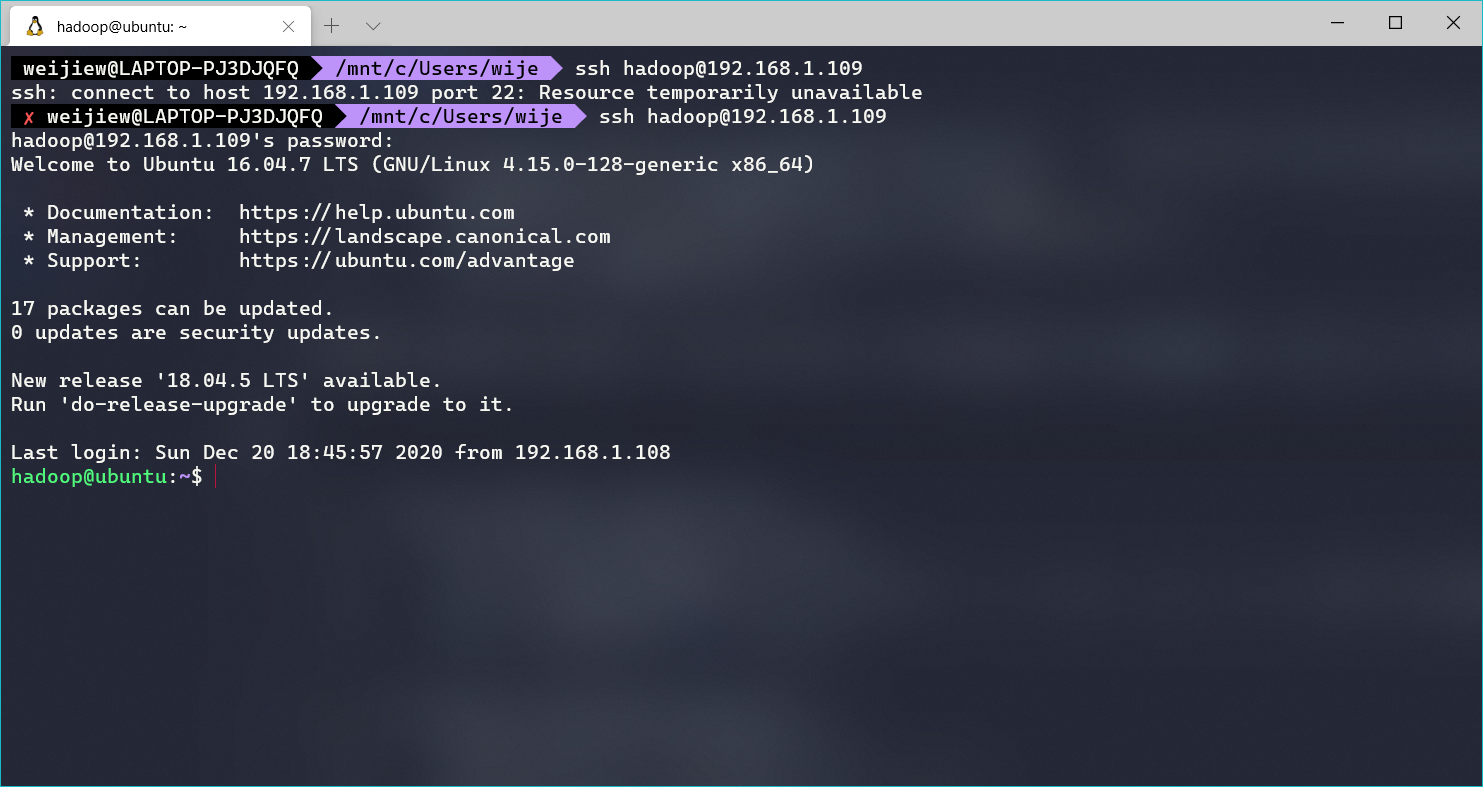 hadoop@ubuntu: ~
weijiew@LAPTOP-PJ3DJQFQ /mnt/c/Users/wije ssh hadoop@192.168.1.109
ssh: connect to host 192.168.1.109 port 22: Resource temporarily unavailable
✗ weijiew@LAPTOP-PJ3DJQFQ /mnt/c/Users/wije ssh hadoop@192.168.1.109
hadoop@192.168.1.109's password:
Welcome to Ubuntu 16.04.7 LTS (GNU/Linux 4.15.0-128-generic x86_64)
* Documentation: https://help.ubuntu.com
* Management: https://landscape.canonical.com
* Support: https://ubuntu.com/advantage
17 packages can be updated.
0 updates are security updates.
New release '18.04.5 LTS' available.
Run 'do-release-upgrade' to upgrade to it.
Last login: Sun Dec 20 18:45:57 2020 from 192.168.1.108
hadoop@ubuntu:~$